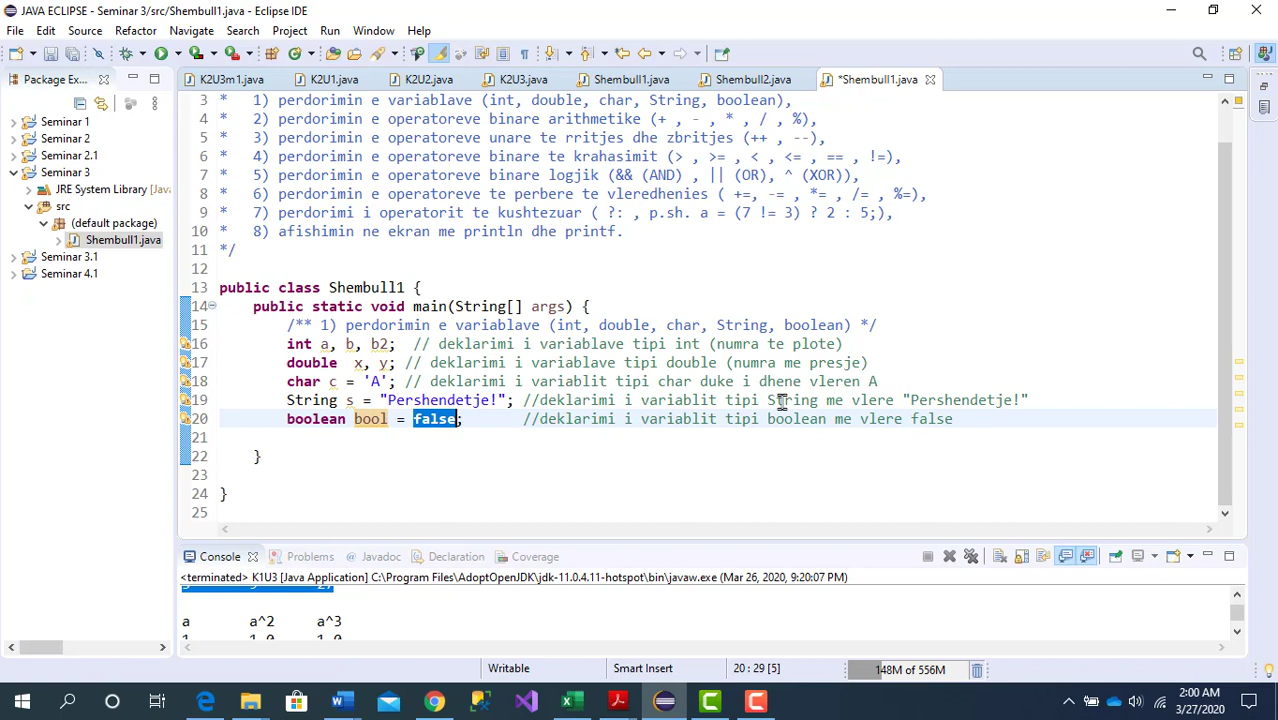 JAVA ECLIPSE - Seminar 3/src/Shembull1.java - Eclipse IDE
File Edit Source Refactor Navigate Search Project Run Window Help
Package Ex...
K2U3m1.java K2U1.java K2U2.java K2U3.java Shembull1.java Shembull2.java *Shembull1.java
Seminar 1
Seminar 2
Seminar 2.1
Seminar 3
JRE System Library [Java
src
(default package)
Shembull1.java
Seminar 3.1
Seminar 4.1
3 * 1) perdorimin e variablave (int, double, char, String, boolean),
4 * 2) perdorimin e operatoreve binare arithmetike (+ , - , * , / , %),
5 * 3) perdorimin e operatoreve unare te rritjes dhe zbritjes (++ , --),
6 * 4) perdorimin e operatoreve binare te krahasimit (> , >= , < , <= , == , !=),
7 * 5) perdorimin e operatoreve binare logjik (&& (AND) , || (OR), ^ (XOR)),
8 * 6) perdorimin e operatoreve te perbere te vleredhenies ( +=, -= , *= , /= , %=),
9 * 7) perdorimi i operatorit te kushtezuar ( ?: , p.sh. a = (7 != 3) ? 2 : 5;),
10 * 8) afishimin ne ekran me println dhe printf.
11 */
12
13 public class Shembull1 {
14 public static void main(String[] args) {
15 /** 1) perdorimin e variablave (int, double, char, String, boolean) */
16 int a, b, b2; // deklarimi i variablave tipi int (numra te plote)
17 double x, y; // deklarimi i variablave tipi double (numra me presje)
18 char c = 'A'; // deklarimi i variablit tipi char duke i dhene vleren A
19 String s = "Pershendetje!"; //deklarimi i variablit tipi String me vlere "Pershendetje!"
20 boolean bool = false; //deklarimi i variablit tipi boolean me vlere false
21
22 }
23
24 }
25
Console Problems Javadoc Declaration Coverage
<terminated> K1U3 [Java Application] C:\Program Files\AdoptOpenJDK\jdk-11.0.4.11-hotspot\bin\javaw.exe (Mar 26, 2020, 9:20:07 PM)
a a^2 a^3
1 1.0 1.0
Writable Smart Insert 20 : 29 [5] 148M of 556M
2:00 AM
3/27/2020